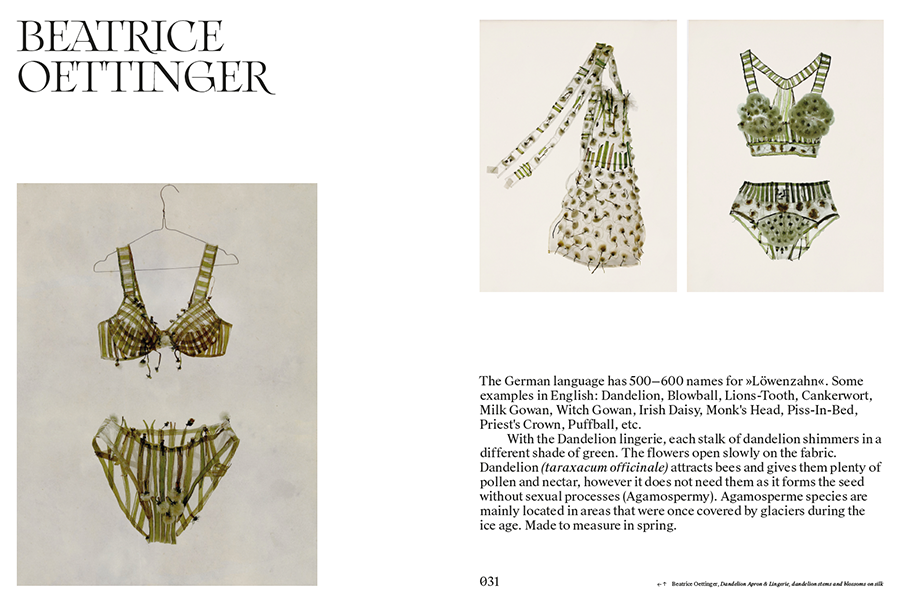 BEATRICE
OETTINGER
The German language has 500–600 names for »Löwenzahn«. Some
examples in English: Dandelion, Blowball, Lions-Tooth, Cankerwort,
Milk Gowan, Witch Gowan, Irish Daisy, Monk's Head, Piss-In-Bed,
Priest's Crown, Puffball, etc.
With the Dandelion lingerie, each stalk of dandelion shimmers in a
different shade of green. The flowers open slowly on the fabric.
Dandelion (taraxacum officinale) attracts bees and gives them plenty of
pollen and nectar, however it does not need them as it forms the seed
without sexual processes (Agamospermy). Agamosperme species are
mainly located in areas that were once covered by glaciers during the
ice age. Made to measure in spring.
031
←↑ Beatrice Oettinger, Dandelion Apron & Lingerie, dandelion stems and blossoms on silk